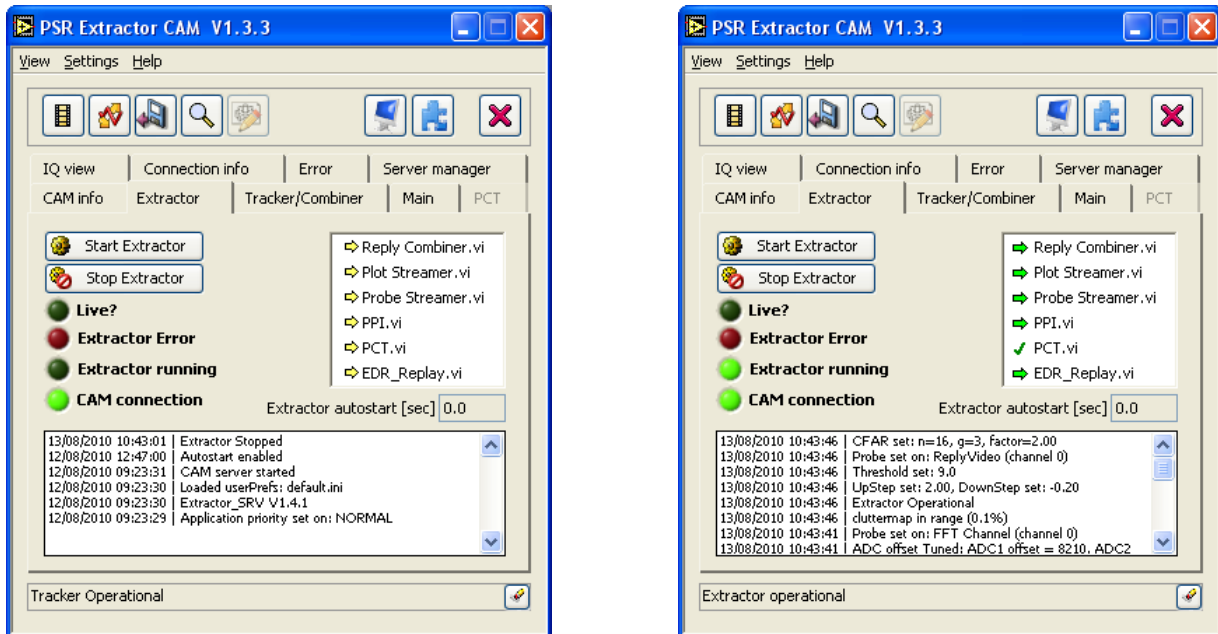 PSR Extractor CAM V1.3.3
View Settings Help
IQ view Connection info Error Server manager
CAM info Extractor Tracker/Combiner Main PCT
Start Extractor
Stop Extractor
Live?
Extractor Error
Extractor running
CAM connection
Reply Combiner.vi
Plot Streamer.vi
Probe Streamer.vi
PPI.vi
PCT.vi
EDR_Replay.vi
Extractor autostart [sec] 0.0
13/08/2010 10:43:01 | Extractor Stopped
12/08/2010 12:47:00 | Autostart enabled
12/08/2010 09:23:31 | CAM server started
12/08/2010 09:23:30 | Loaded userPrefs: default.ini
12/08/2010 09:23:30 | Extractor_SRV V1.4.1
12/08/2010 09:23:29 | Application priority set on: NORMAL
Tracker Operational
PSR Extractor CAM V1.3.3
View Settings Help
IQ view Connection info Error Server manager
CAM info Extractor Tracker/Combiner Main PCT
Start Extractor
Stop Extractor
Live?
Extractor Error
Extractor running
CAM connection
Reply Combiner.vi
Plot Streamer.vi
Probe Streamer.vi
PPI.vi
PCT.vi
EDR_Replay.vi
Extractor autostart [sec] 0.0
13/08/2010 10:43:46 | CFAR set: n=16, g=3, factor=2.00
13/08/2010 10:43:46 | Probe set on: ReplyVideo (channel 0)
13/08/2010 10:43:46 | Threshold set: 9.0
13/08/2010 10:43:46 | UpStep set: 2.00, DownStep set: -0.20
13/08/2010 10:43:46 | Extractor Operational
13/08/2010 10:43:46 | cluttermap in range (0.1%)
13/08/2010 10:43:41 | Probe set on: FFT Channel (channel 0)
13/08/2010 10:43:41 | ADC offset Tuned: ADC1 offset = 8210, ADC2
Extractor operational